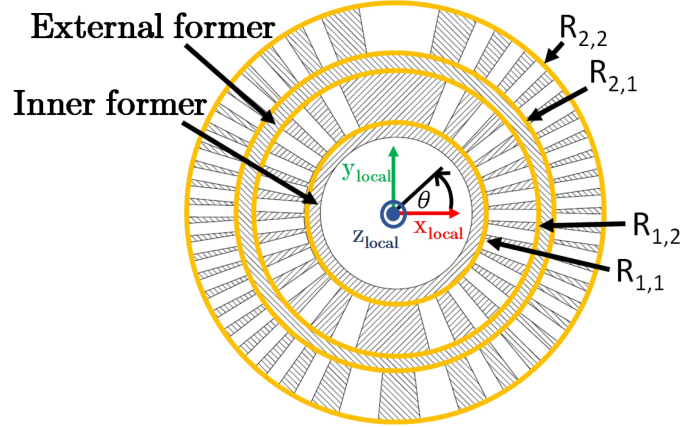 External former
R2,2
R2,1
Inner former
ylocal
θ
zlocal
xlocal
R1,2
R1,1